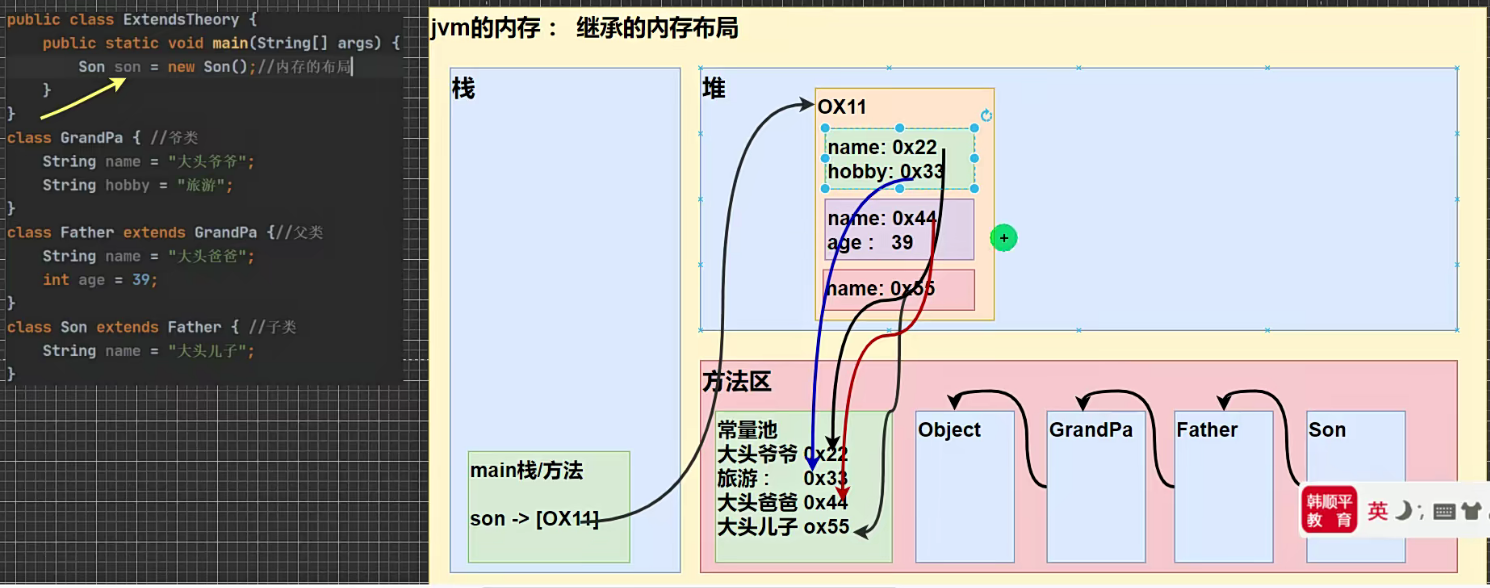 public class ExtendsTheory {
public static void main(String[] args) {
Son son = new Son();//内存的布局
}
}
class GrandPa { //爷类
String name = "大头爷爷";
String hobby = "旅游";
}
class Father extends GrandPa {//父类
String name = "大头爸爸";
int age = 39;
}
class Son extends Father { //子类
String name = "大头儿子";
}
jvm的内存： 继承的内存布局
栈
main栈/方法
son -> [OX11]
堆
OX11
name: 0x22
hobby: 0x33
name: 0x44
age : 39
name: 0x55
方法区
常量池
大头爷爷 0x22
旅游： 0x33
大头爸爸 0x44
大头儿子 ox55
Object
GrandPa
Father
Son
韩顺平
教 育
英